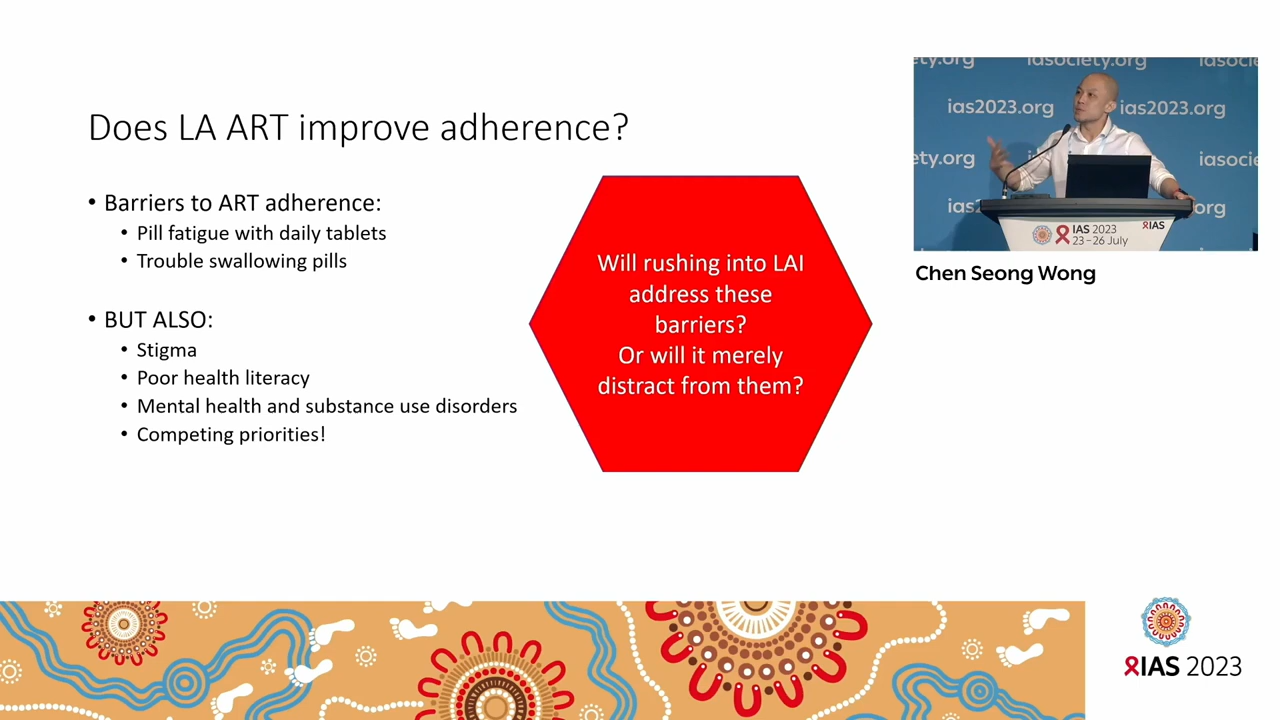 Does LA ART improve adherence?
• Barriers to ART adherence:
• Pill fatigue with daily tablets
• Trouble swallowing pills
• BUT ALSO:
• Stigma
• Poor health literacy
• Mental health and substance use disorders
• Competing priorities!
Will rushing into LAI
address these
barriers?
Or will it merely
distract from them?
ety.org iasociety.org iasoci
ias2023.org ias2023.org
ety.org iasocie
ias2 org
IAS 2023
23–26 July
IAS
Chen Seong Wong
IAS 2023